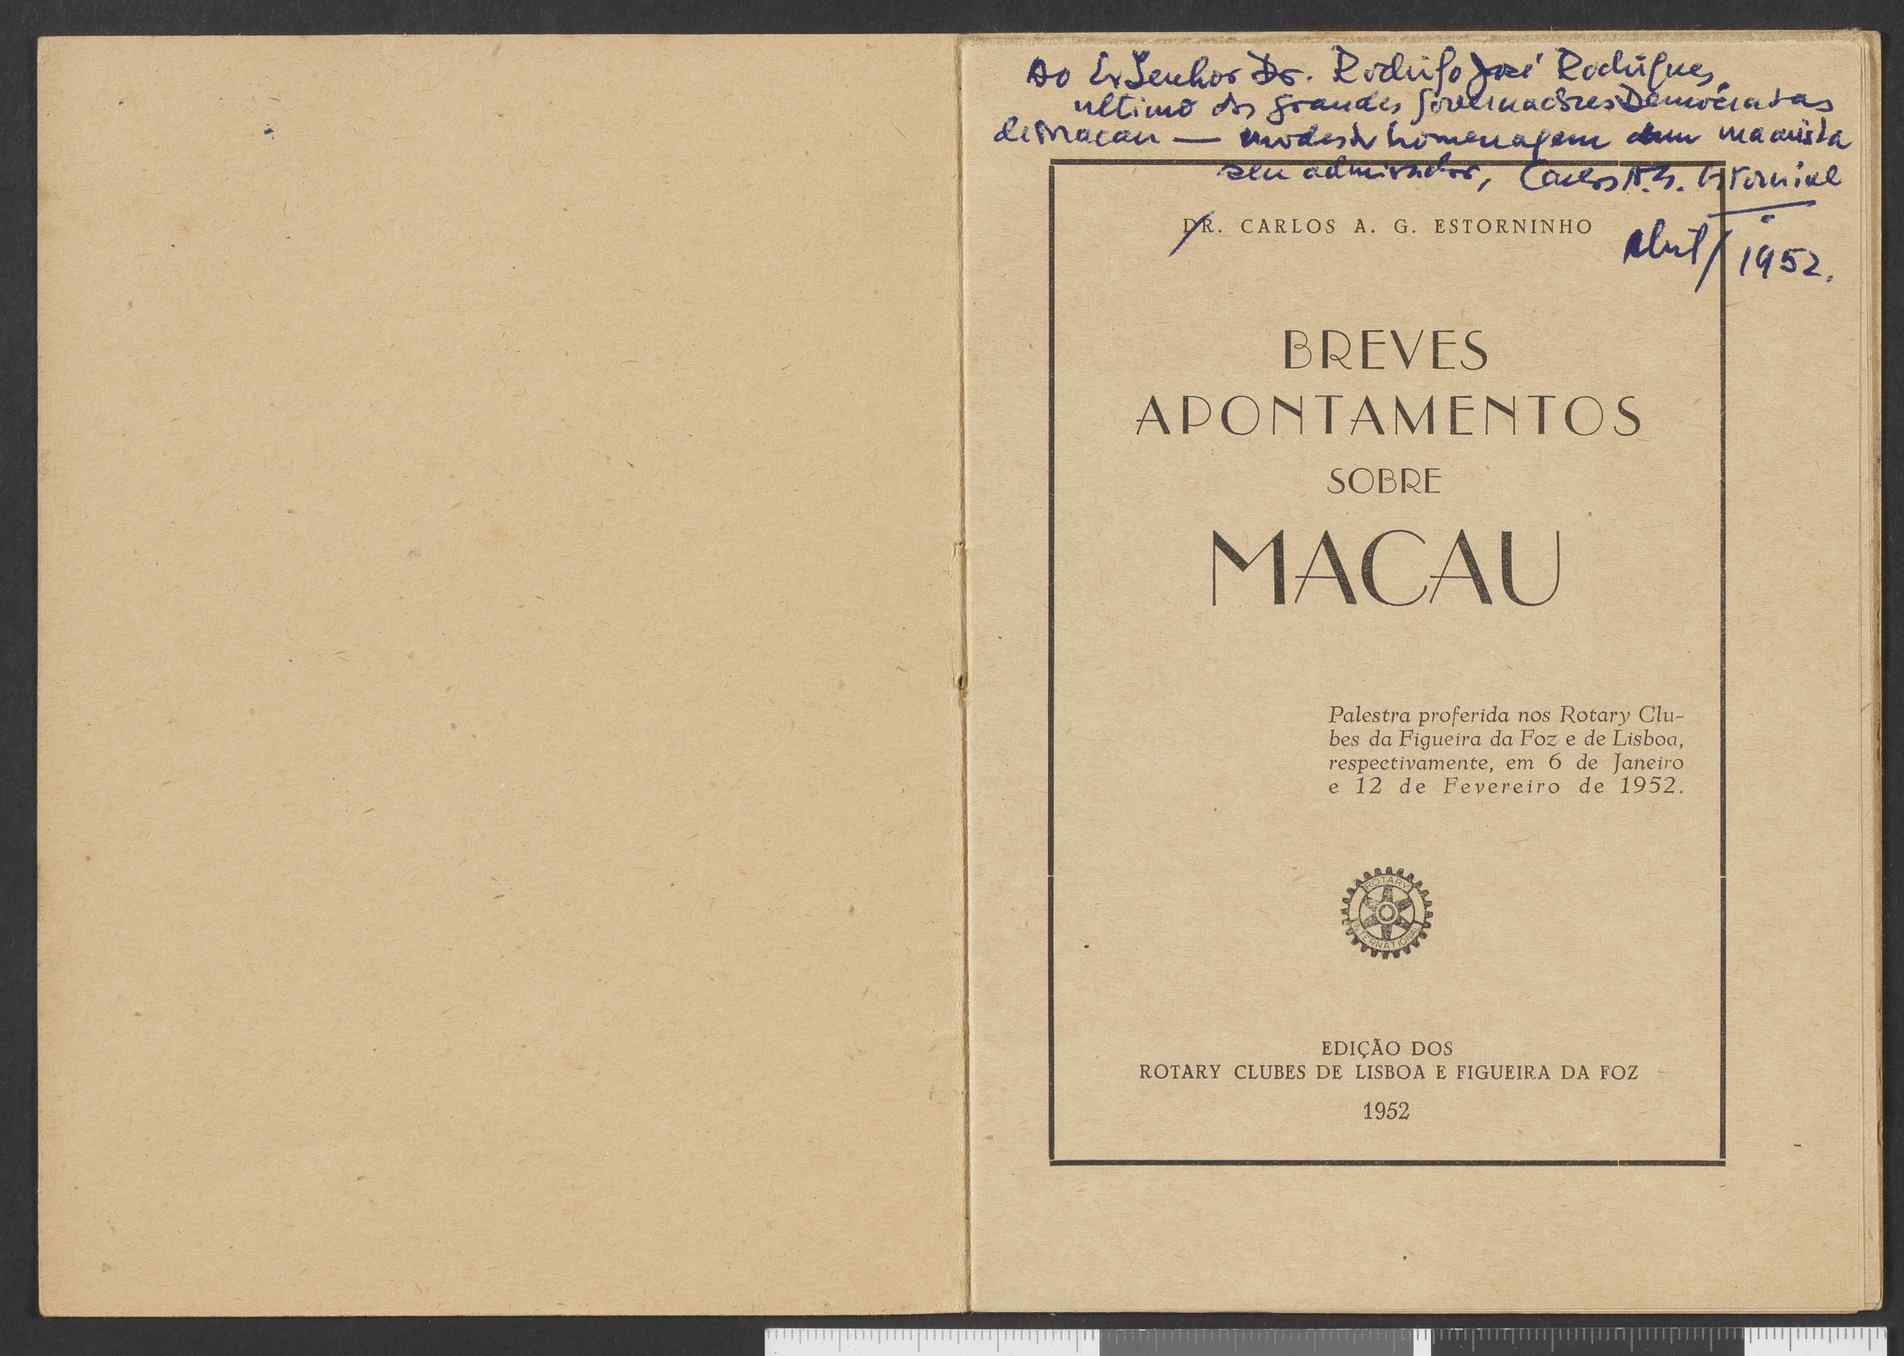 Ao Ex Senhor Dr. Rodrigo José Rodrigues,
ultimo dos grandes Governadores Democratas
de Macau — modesta homenagem dum macaista
seu admirador, Carlos A. G.
DR. CARLOS A. G. ESTORNINHO
Abril/1952.
BREVES
APONTAMENTOS
SOBRE
MACAU
Palestra proferida nos Rotary Clu-
bes da Figueira da Foz e de Lisboa,
respectivamente, em 6 de Janeiro
e 12 de Fevereiro de 1952.
ROTARY
INTERNATIONAL
EDIÇÃO DOS
ROTARY CLUBES DE LISBOA E FIGUEIRA DA FOZ
1952